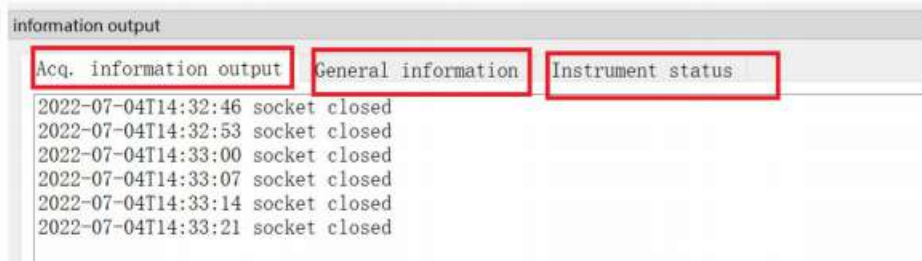 information output
Acq. information output General information Instrument status
2022-07-04T14:32:46 socket closed
2022-07-04T14:32:53 socket closed
2022-07-04T14:33:00 socket closed
2022-07-04T14:33:07 socket closed
2022-07-04T14:33:14 socket closed
2022-07-04T14:33:21 socket closed